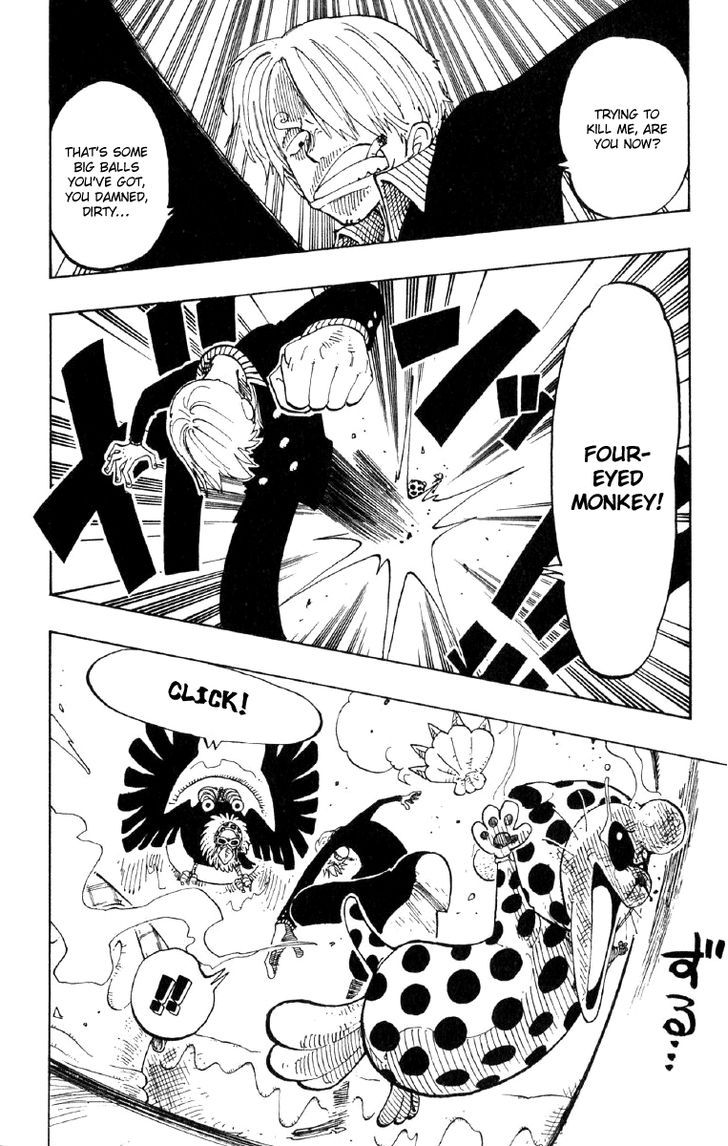 TRYING TO
KILL ME, ARE
YOU NOW?
THAT'S SOME
BIG BALLS
YOU'VE GOT,
YOU DAMNED,
DIRTY...
FOUR-
EYED
MONKEY!
CLICK!
!!